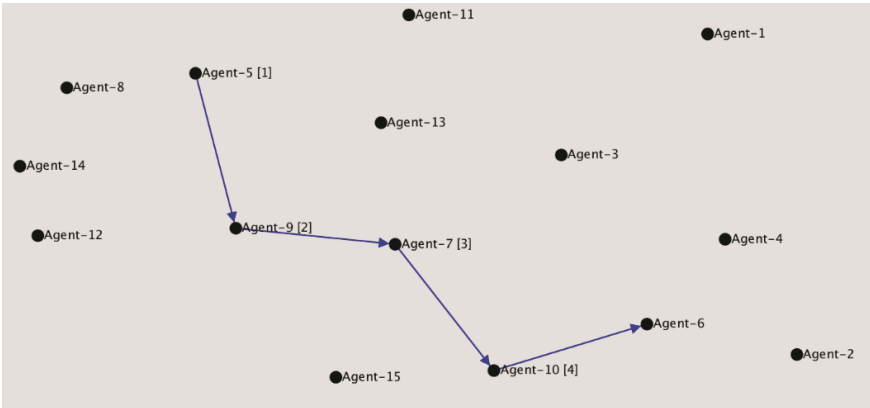 Agent-11
Agent-1
Agent-5 [1]
Agent-8
Agent-13
Agent-3
Agent-14
Agent-9 [2]
Agent-12
Agent-7 [3]
Agent-4
Agent-6
Agent-2
Agent-10 [4]
Agent-15